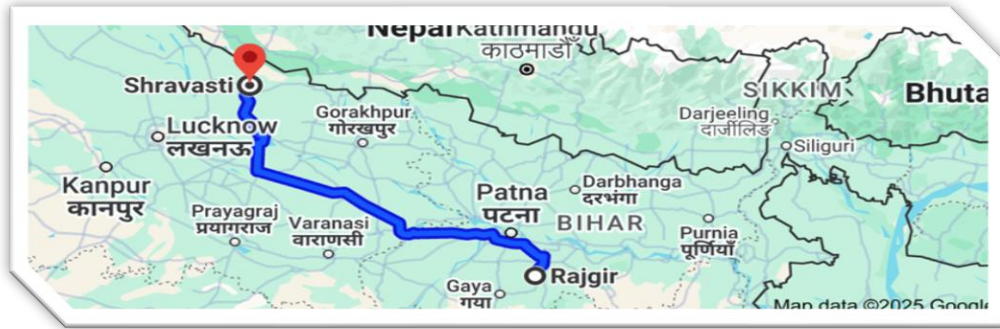 Nepal
Kathmandu
काठमाडौं
Shravasti
SIKKIM
Bhuta
Gorakhpur
गोरखपुर
Darjeeling
दार्जीलिङ
Lucknow
लखनऊ
Siliguri
Kanpur
कानपुर
Patna
पटना
Darbhanga
दरभंगा
Prayagraj
प्रयागराज
Varanasi
वाराणसी
BIHAR
Purnia
पूर्णियाँ
Rajgir
Gaya
गया
Map data ©2025 Google